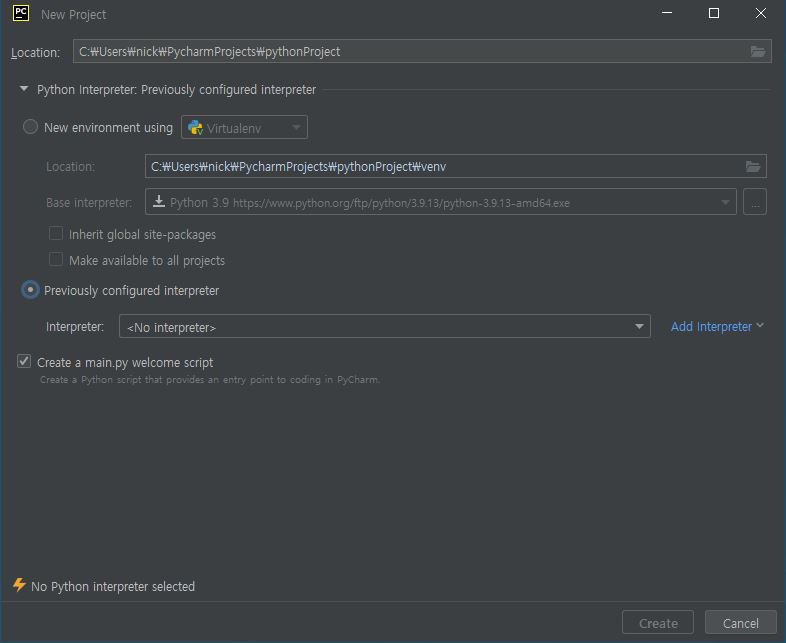 PC New Project
Location: C:₩Users₩nick₩PycharmProjects₩pythonProject
Python Interpreter: Previously configured interpreter
New environment using Virtualenv
Location: C:₩Users₩nick₩PycharmProjects₩pythonProject₩venv
Base interpreter: Python 3.9 https://www.python.org/ftp/python/3.9.13/python-3.9.13-amd64.exe ...
Inherit global site-packages
Make available to all projects
Previously configured interpreter
Interpreter: <No interpreter> Add Interpreter
Create a main.py welcome script
Create a Python script that provides an entry point to coding in PyCharm.
No Python interpreter selected
Create Cancel